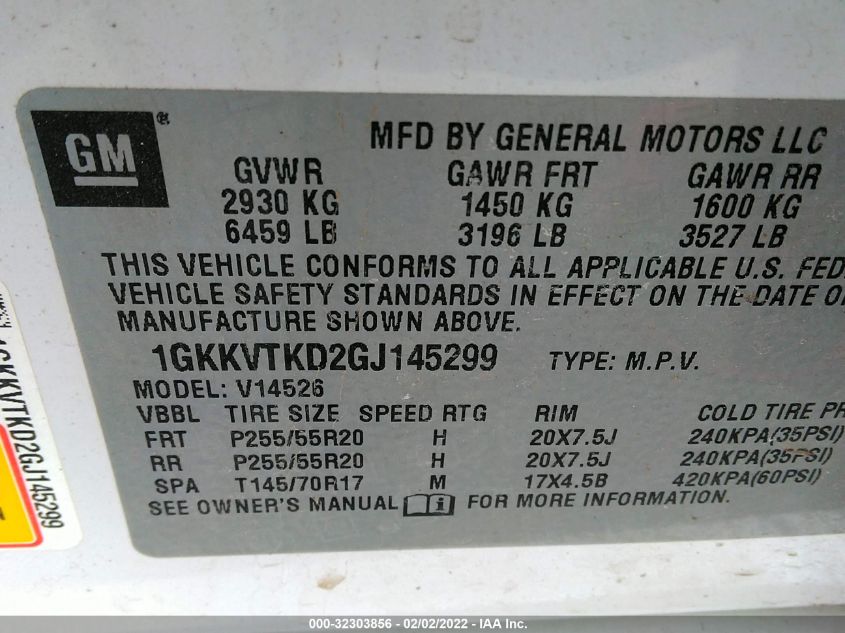 GM®
MFD BY GENERAL MOTORS LLC
GVWR GAWR FRT GAWR RR
2930 KG 1450 KG 1600 KG
6459 LB 3196 LB 3527 LB
THIS VEHICLE CONFORMS TO ALL APPLICABLE U.S.
VEHICLE SAFETY STANDARDS IN EFFECT ON THE DATE
MANUFACTURE SHOWN ABOVE.
1GKKVTKD2GJ145299 TYPE: M.P.V.
MODEL: V14526
VBBL TIRE SIZE SPEED RTG RIM COLD TIRE
FRT P255/55R20 H 20X7.5J 240KPA(35PSI)
RR P255/55R20 H 20X7.5J 240KPA(35PSI)
SPA T145/70R17 M 17X4.5B 420KPA(60PSI)
SEE OWNER'S MANUAL i FOR MORE INFORMATION.
1GKKVTKD2GJ145299
000-32303856 - 02/02/2022 - IAA Inc.